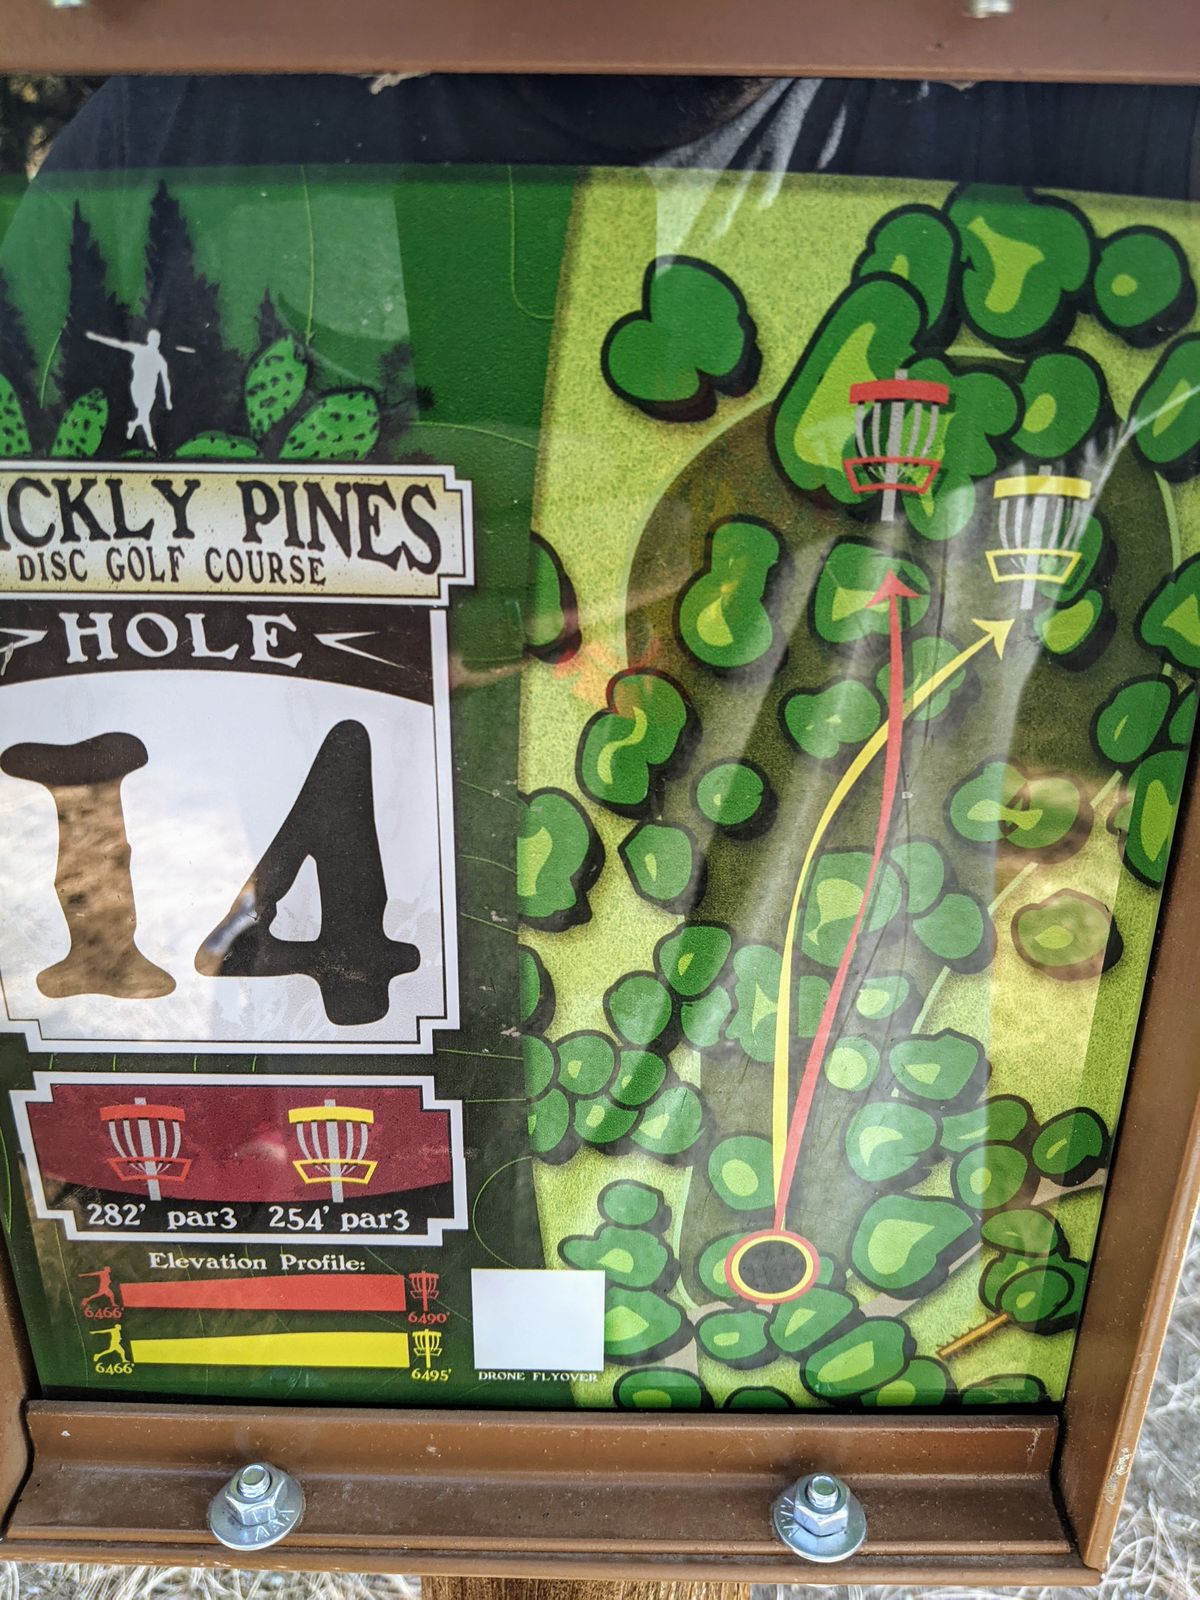 ICKLY PINES
DISC GOLF COURSE
HOLE
14
282' par3 254' par3
Elevation Profile:
6466' 6490'
6466' 6495'
DRONE FLYOVER